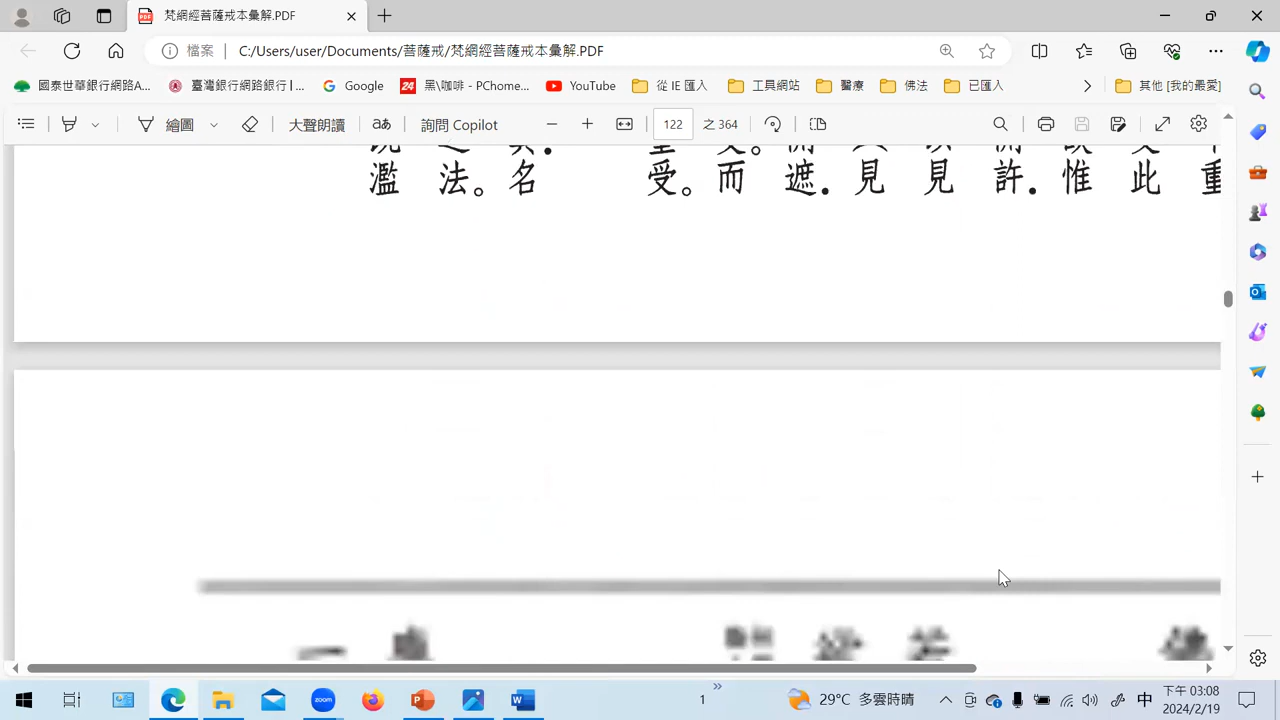 梵網經菩薩戒本彙解.PDF
檔案 C:/Users/user/Documents/菩薩戒/梵網經菩薩戒本彙解.PDF
國泰世華銀行網路A... 臺灣銀行網路銀行 |... Google 黑\咖啡 - PChome... YouTube 從 IE 匯入 工具網站 醫療 佛法 已匯入 其他 [我的最愛]
繪圖 大聲朗讀 aあ 詢問 Copilot 122 之 364
重
受此
惟
許.
見
見
遮.
而
受。
名
法。
濫
1 29°C 多雲時晴 中 下午 03:08
2024/2/19